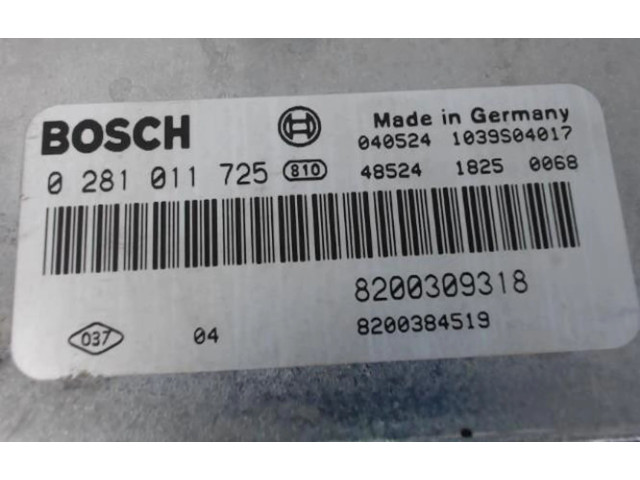 BOSCH
Made in Germany
040524 1039S04017
0 281 011 725 810 48524 1825 0068
8200309318
037 04 8200384519